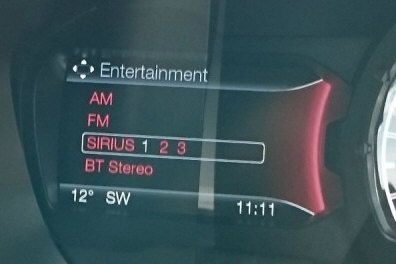 Entertainment
AM
FM
SIRIUS 1 2 3
BT Stereo
12° SW 11:11